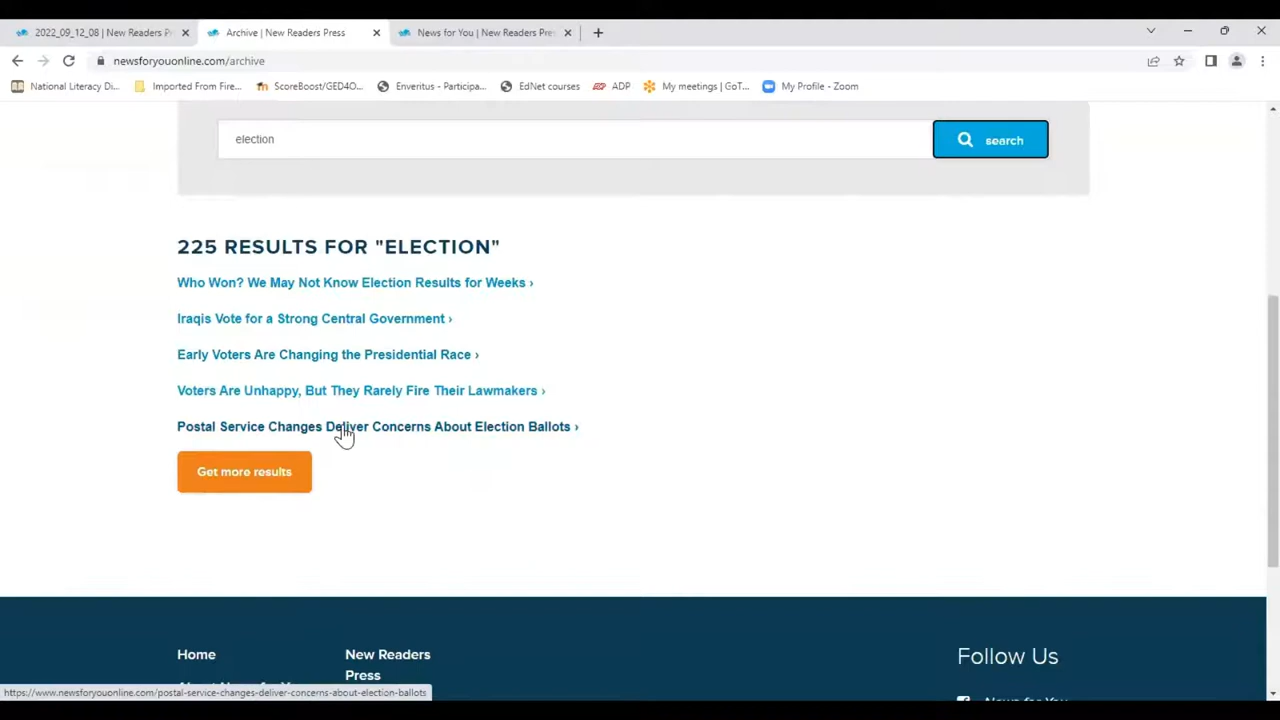 2022_09_12_08 | New Readers P
Archive | New Readers Press
News for You | New Readers Pre
newsforyouonline.com/archive
National Literacy Di...
Imported From Fire...
ScoreBoost/GED4O...
Enveritus - Participa...
EdNet courses
ADP
My meetings | GoT...
My Profile - Zoom
election
search
225 RESULTS FOR "ELECTION"
Who Won? We May Not Know Election Results for Weeks ›
Iraqis Vote for a Strong Central Government ›
Early Voters Are Changing the Presidential Race ›
Voters Are Unhappy, But They Rarely Fire Their Lawmakers ›
Postal Service Changes Deliver Concerns About Election Ballots ›
Get more results
Home
New Readers
Press
Follow Us
https://www.newsforyouonline.com/postal-service-changes-deliver-concerns-about-election-ballots
News for You